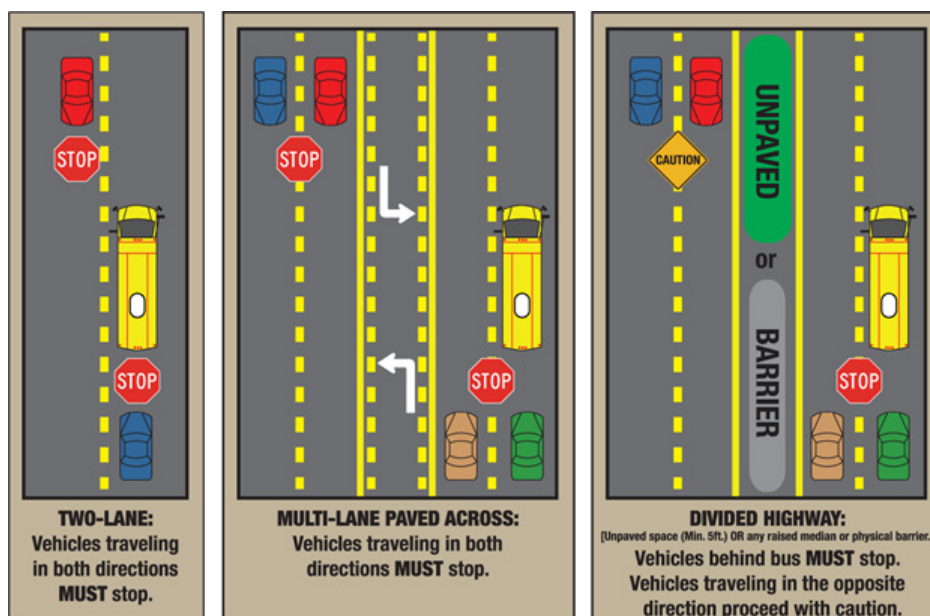 STOP
STOP
TWO-LANE:
Vehicles traveling
in both directions
MUST stop.
STOP
STOP
MULTI-LANE PAVED ACROSS:
Vehicles traveling in both
directions MUST stop.
CAUTION
UNPAVED
or
BARRIER
STOP
DIVIDED HIGHWAY:
[Unpaved space (Min. 5ft.) OR any raised median or physical barrier.
Vehicles behind bus MUST stop.
Vehicles traveling in the opposite
direction proceed with caution.